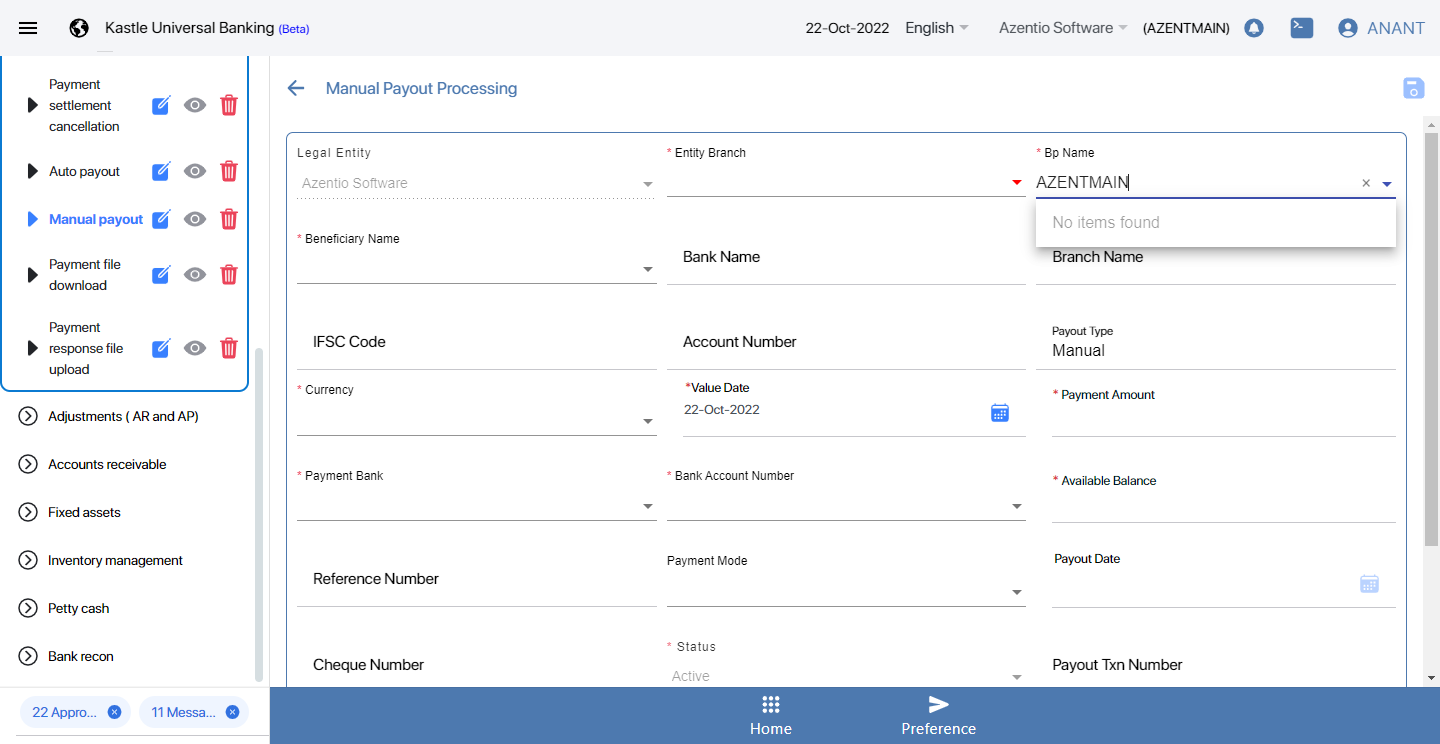 Kastle Universal Banking (Beta)
22-Oct-2022
English
Azentio Software
(AZENTMAIN)
ANANT
Payment
settlement
cancellation
Auto payout
Manual payout
Payment file
download
Payment
response file
upload
Adjustments ( AR and AP)
Accounts receivable
Fixed assets
Inventory management
Petty cash
Bank recon
22 Appro...
11 Messa...
Manual Payout Processing
Legal Entity
Azentio Software
* Entity Branch
* Bp Name
AZENTMAIN
No items found
* Beneficiary Name
Bank Name
Branch Name
IFSC Code
Account Number
Payout Type
Manual
* Currency
*Value Date
22-Oct-2022
* Payment Amount
* Payment Bank
* Bank Account Number
* Available Balance
Reference Number
Payment Mode
Payout Date
Cheque Number
* Status
Active
Payout Txn Number
Home
Preference